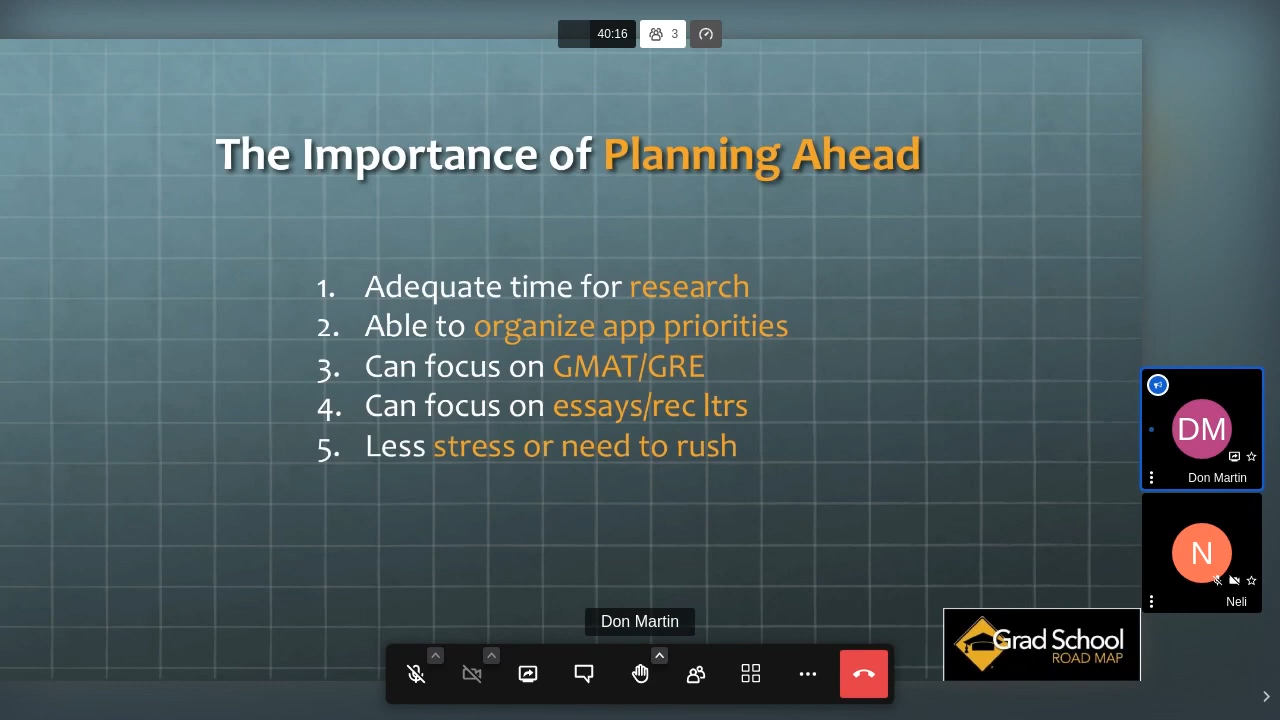 40:16
3
The Importance of Planning Ahead
1. Adequate time for research
2. Able to organize app priorities
3. Can focus on GMAT/GRE
4. Can focus on essays/rec ltrs
5. Less stress or need to rush
DM
Don Martin
N
Neli
Don Martin
Grad School
ROAD MAP